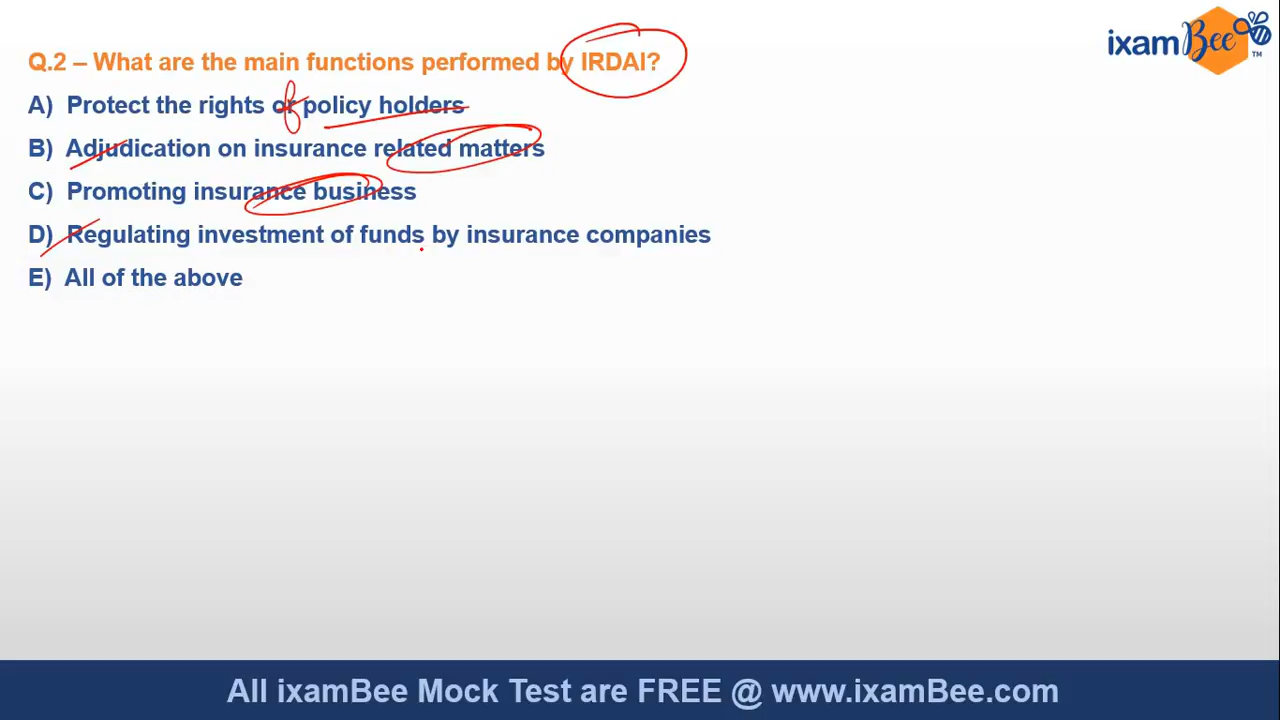 ixamBee
TM
Q.2 – What are the main functions performed by IRDAI?
A) Protect the rights of policy holders
B) Adjudication on insurance related matters
C) Promoting insurance business
D) Regulating investment of funds by insurance companies
E) All of the above
All ixamBee Mock Test are FREE @ www.ixamBee.com